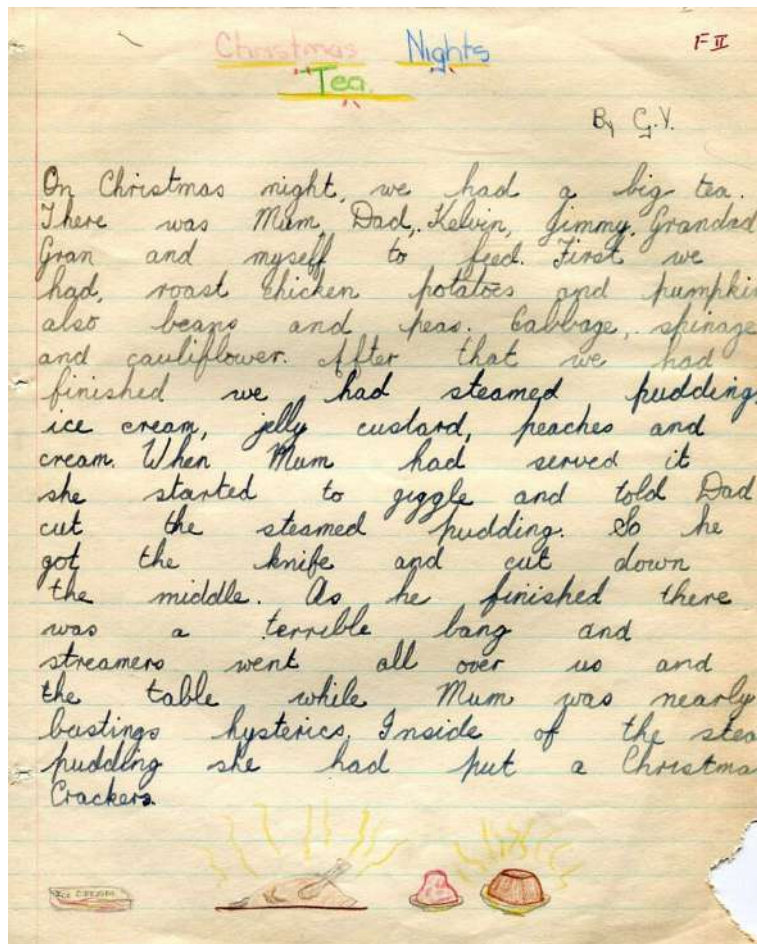 Christmas Nights
F II
Tea.
By G.Y.
On Christmas night, we had a big tea.
There was Mum, Dad, Kelvin, Jimmy, Grandad
Gran and myself to feed. First we
had, roast chicken potatoes and pumpkin
also beans and peas. Cabbage, spinage
and cauliflower. After that we had
finished we had steamed pudding,
ice cream, jelly custard, peaches and
cream. When Mum had served it
she started to giggle and told Dad
cut the steamed pudding. So he
got the knife and cut down
the middle. As he finished there
was a terrible bang and
streamers went all over us and
the table while Mum was nearly
bustings hysterics. Inside of the stea
pudding she had put a Christma
Crackers.
ICE CREAM